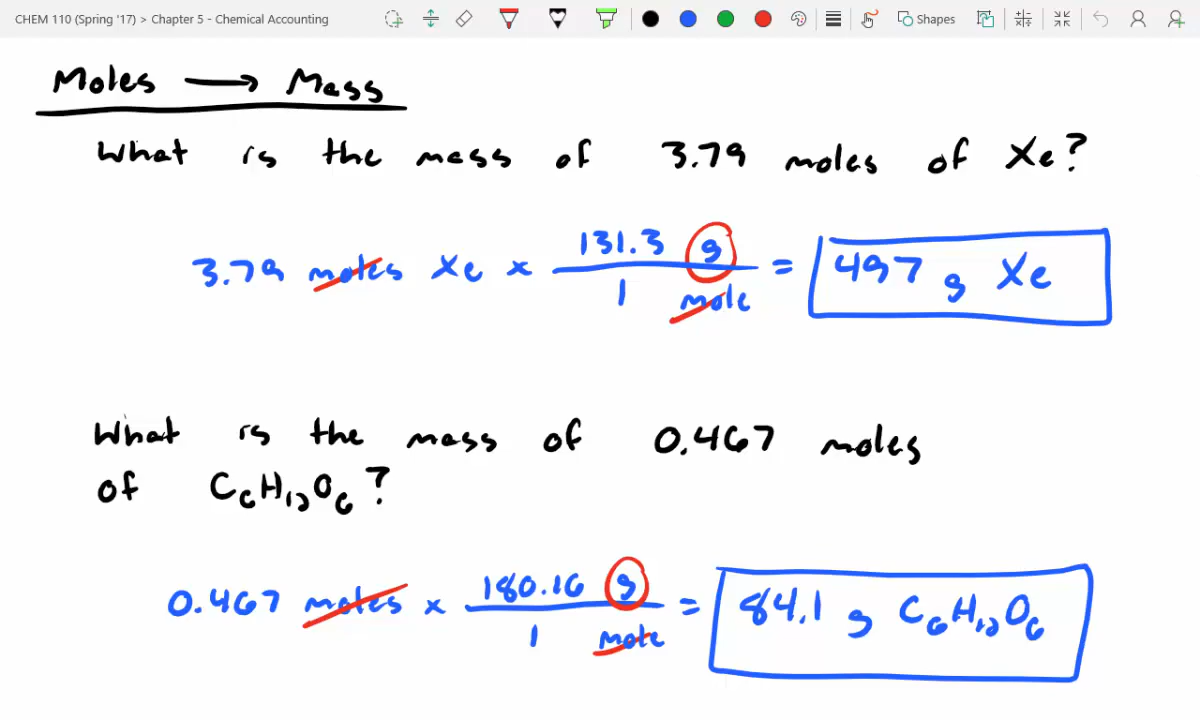 CHEM 110 (Spring '17) > Chapter 5 - Chemical Accounting
Shapes
Moles → Mass
What is the mass of 3.79 moles of Xe?
3.79 moles Xe × 131.3 g / 1 mole = 497 g Xe
What is the mass of 0.467 moles
of C₆H₁₂O₆?
0.467 moles × 180.16 g / 1 mole = 84.1 g C₆H₁₂O₆